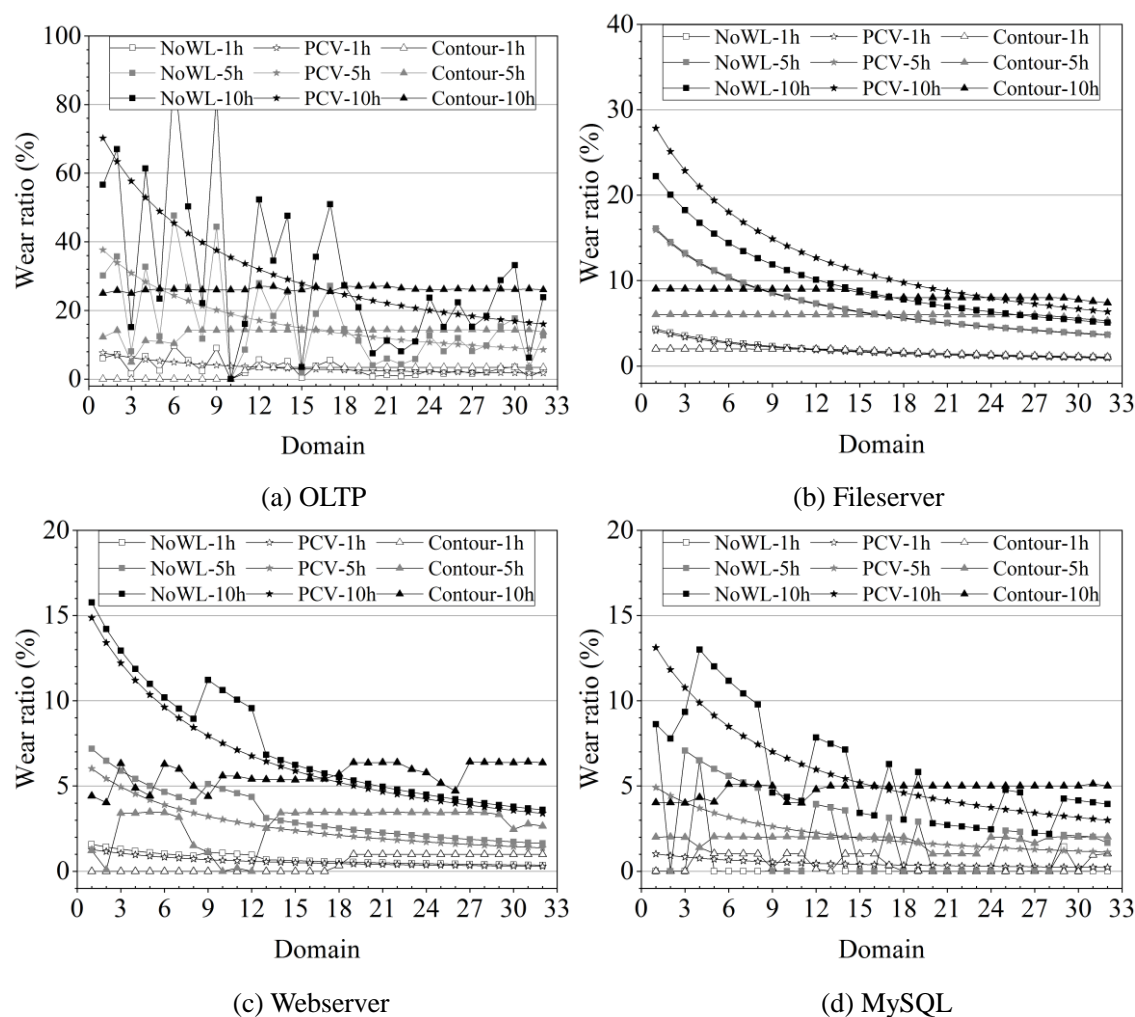 100
80
60
40
20
0
Wear ratio (%)
NoWL-1h PCV-1h Contour-1h
NoWL-5h PCV-5h Contour-5h
NoWL-10h PCV-10h Contour-10h
0 3 6 9 12 15 18 21 24 27 30 33
Domain
(a) OLTP
40
30
20
10
0
Wear ratio (%)
NoWL-1h PCV-1h Contour-1h
NoWL-5h PCV-5h Contour-5h
NoWL-10h PCV-10h Contour-10h
0 3 6 9 12 15 18 21 24 27 30 33
Domain
(b) Fileserver
20
15
10
5
0
Wear ratio (%)
NoWL-1h PCV-1h Contour-1h
NoWL-5h PCV-5h Contour-5h
NoWL-10h PCV-10h Contour-10h
0 3 6 9 12 15 18 21 24 27 30 33
Domain
(c) Webserver
20
15
10
5
0
Wear ratio (%)
NoWL-1h PCV-1h Contour-1h
NoWL-5h PCV-5h Contour-5h
NoWL-10h PCV-10h Contour-10h
0 3 6 9 12 15 18 21 24 27 30 33
Domain
(d) MySQL